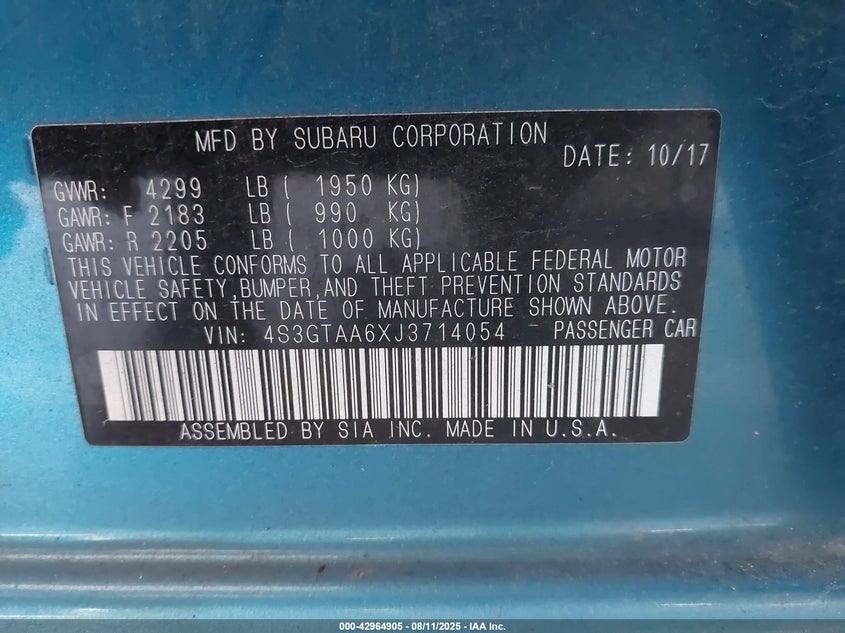 MFD BY SUBARU CORPORATION
DATE: 10/17
GVWR: 4299 LB ( 1950 KG)
GAWR: F 2183 LB ( 990 KG)
GAWR: R 2205 LB ( 1000 KG)
THIS VEHICLE CONFORMS TO ALL APPLICABLE FEDERAL MOTOR
VEHICLE SAFETY,BUMPER,AND THEFT PREVENTION STANDARDS
IN EFFECT ON THE DATE OF MANUFACTURE SHOWN ABOVE.
VIN: 4S3GTAA6XJ3714054 PASSENGER CAR
ASSEMBLED BY SIA INC. MADE IN U.S.A.
000-42964905 - 08/11/2025 - IAA Inc.